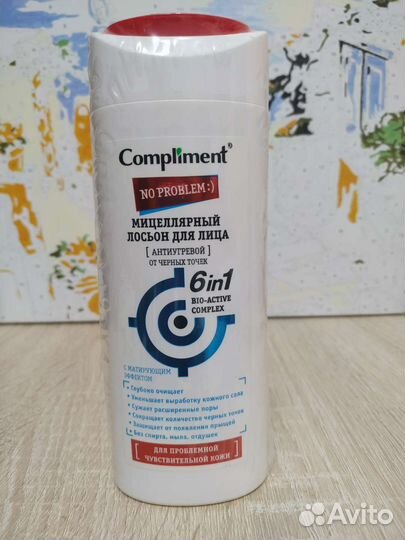 Compliment®
NO PROBLEM:)
МИЦЕЛЛЯРНЫЙ
ЛОСЬОН ДЛЯ ЛИЦА
[ АНТИУГРЕВОЙ ]
ОТ ЧЕРНЫХ ТОЧЕК
6in1
BIO-ACTIVE
COMPLEX
С МАТИРУЮЩИМ
ЭФФЕКТОМ
• Глубоко очищает
• Уменьшает выработку кожного сала
• Сужает расширенные поры
• Сокращает количество черных точек
• Защищает от появления прыщей
• Без спирта, мыла, отдушек
[ ДЛЯ ПРОБЛЕМНОЙ
ЧУВСТВИТЕЛЬНОЙ КОЖИ ]
Avito